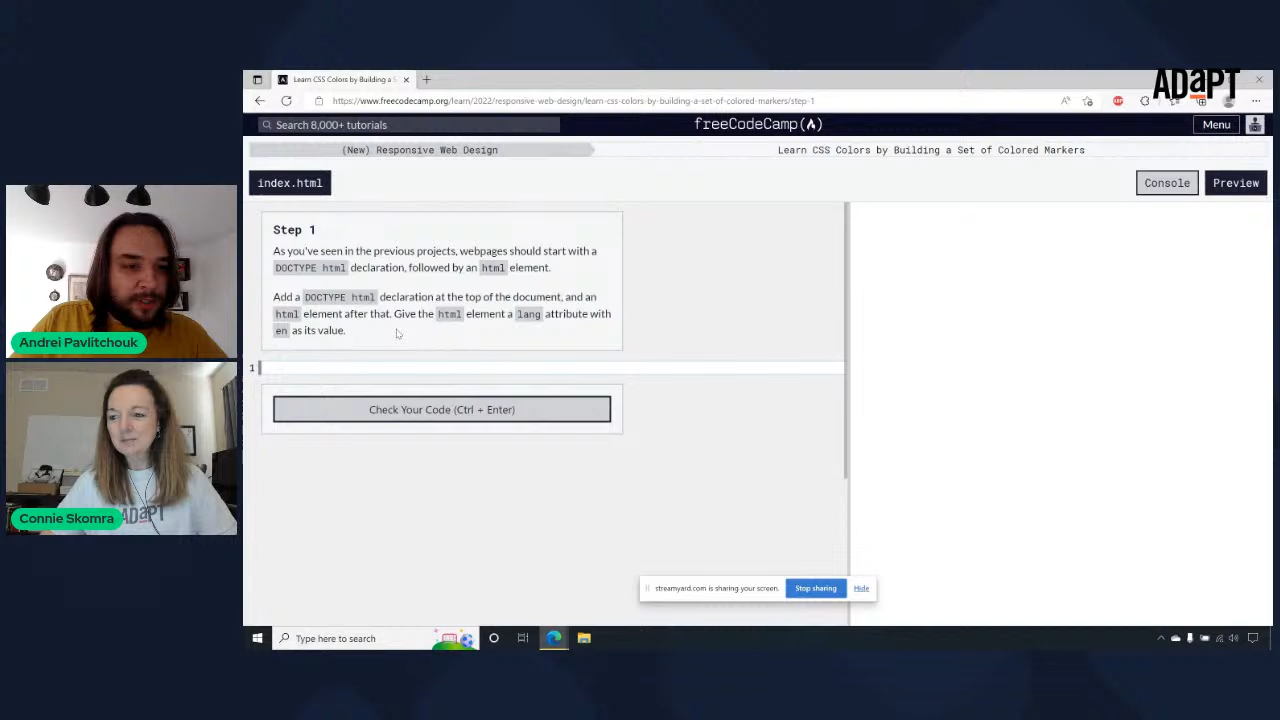 ADaPT
Learn CSS Colors by Building a S
https://www.freecodecamp.org/learn/2022/responsive-web-design/learn-css-colors-by-building-a-set-of-colored-markers/step-1
Search 8,000+ tutorials
freeCodeCamp
Menu
(New) Responsive Web Design
Learn CSS Colors by Building a Set of Colored Markers
index.html
Console
Preview
Step 1
As you've seen in the previous projects, webpages should start with a
DOCTYPE html declaration, followed by an html element.
Add a DOCTYPE html declaration at the top of the document, and an
html element after that. Give the html element a lang attribute with
en as its value.
1
Check Your Code (Ctrl + Enter)
Andrei Pavlitchouk
ADaPT
Connie Skomra
streamyard.com is sharing your screen.
Stop sharing
Hide
Type here to search